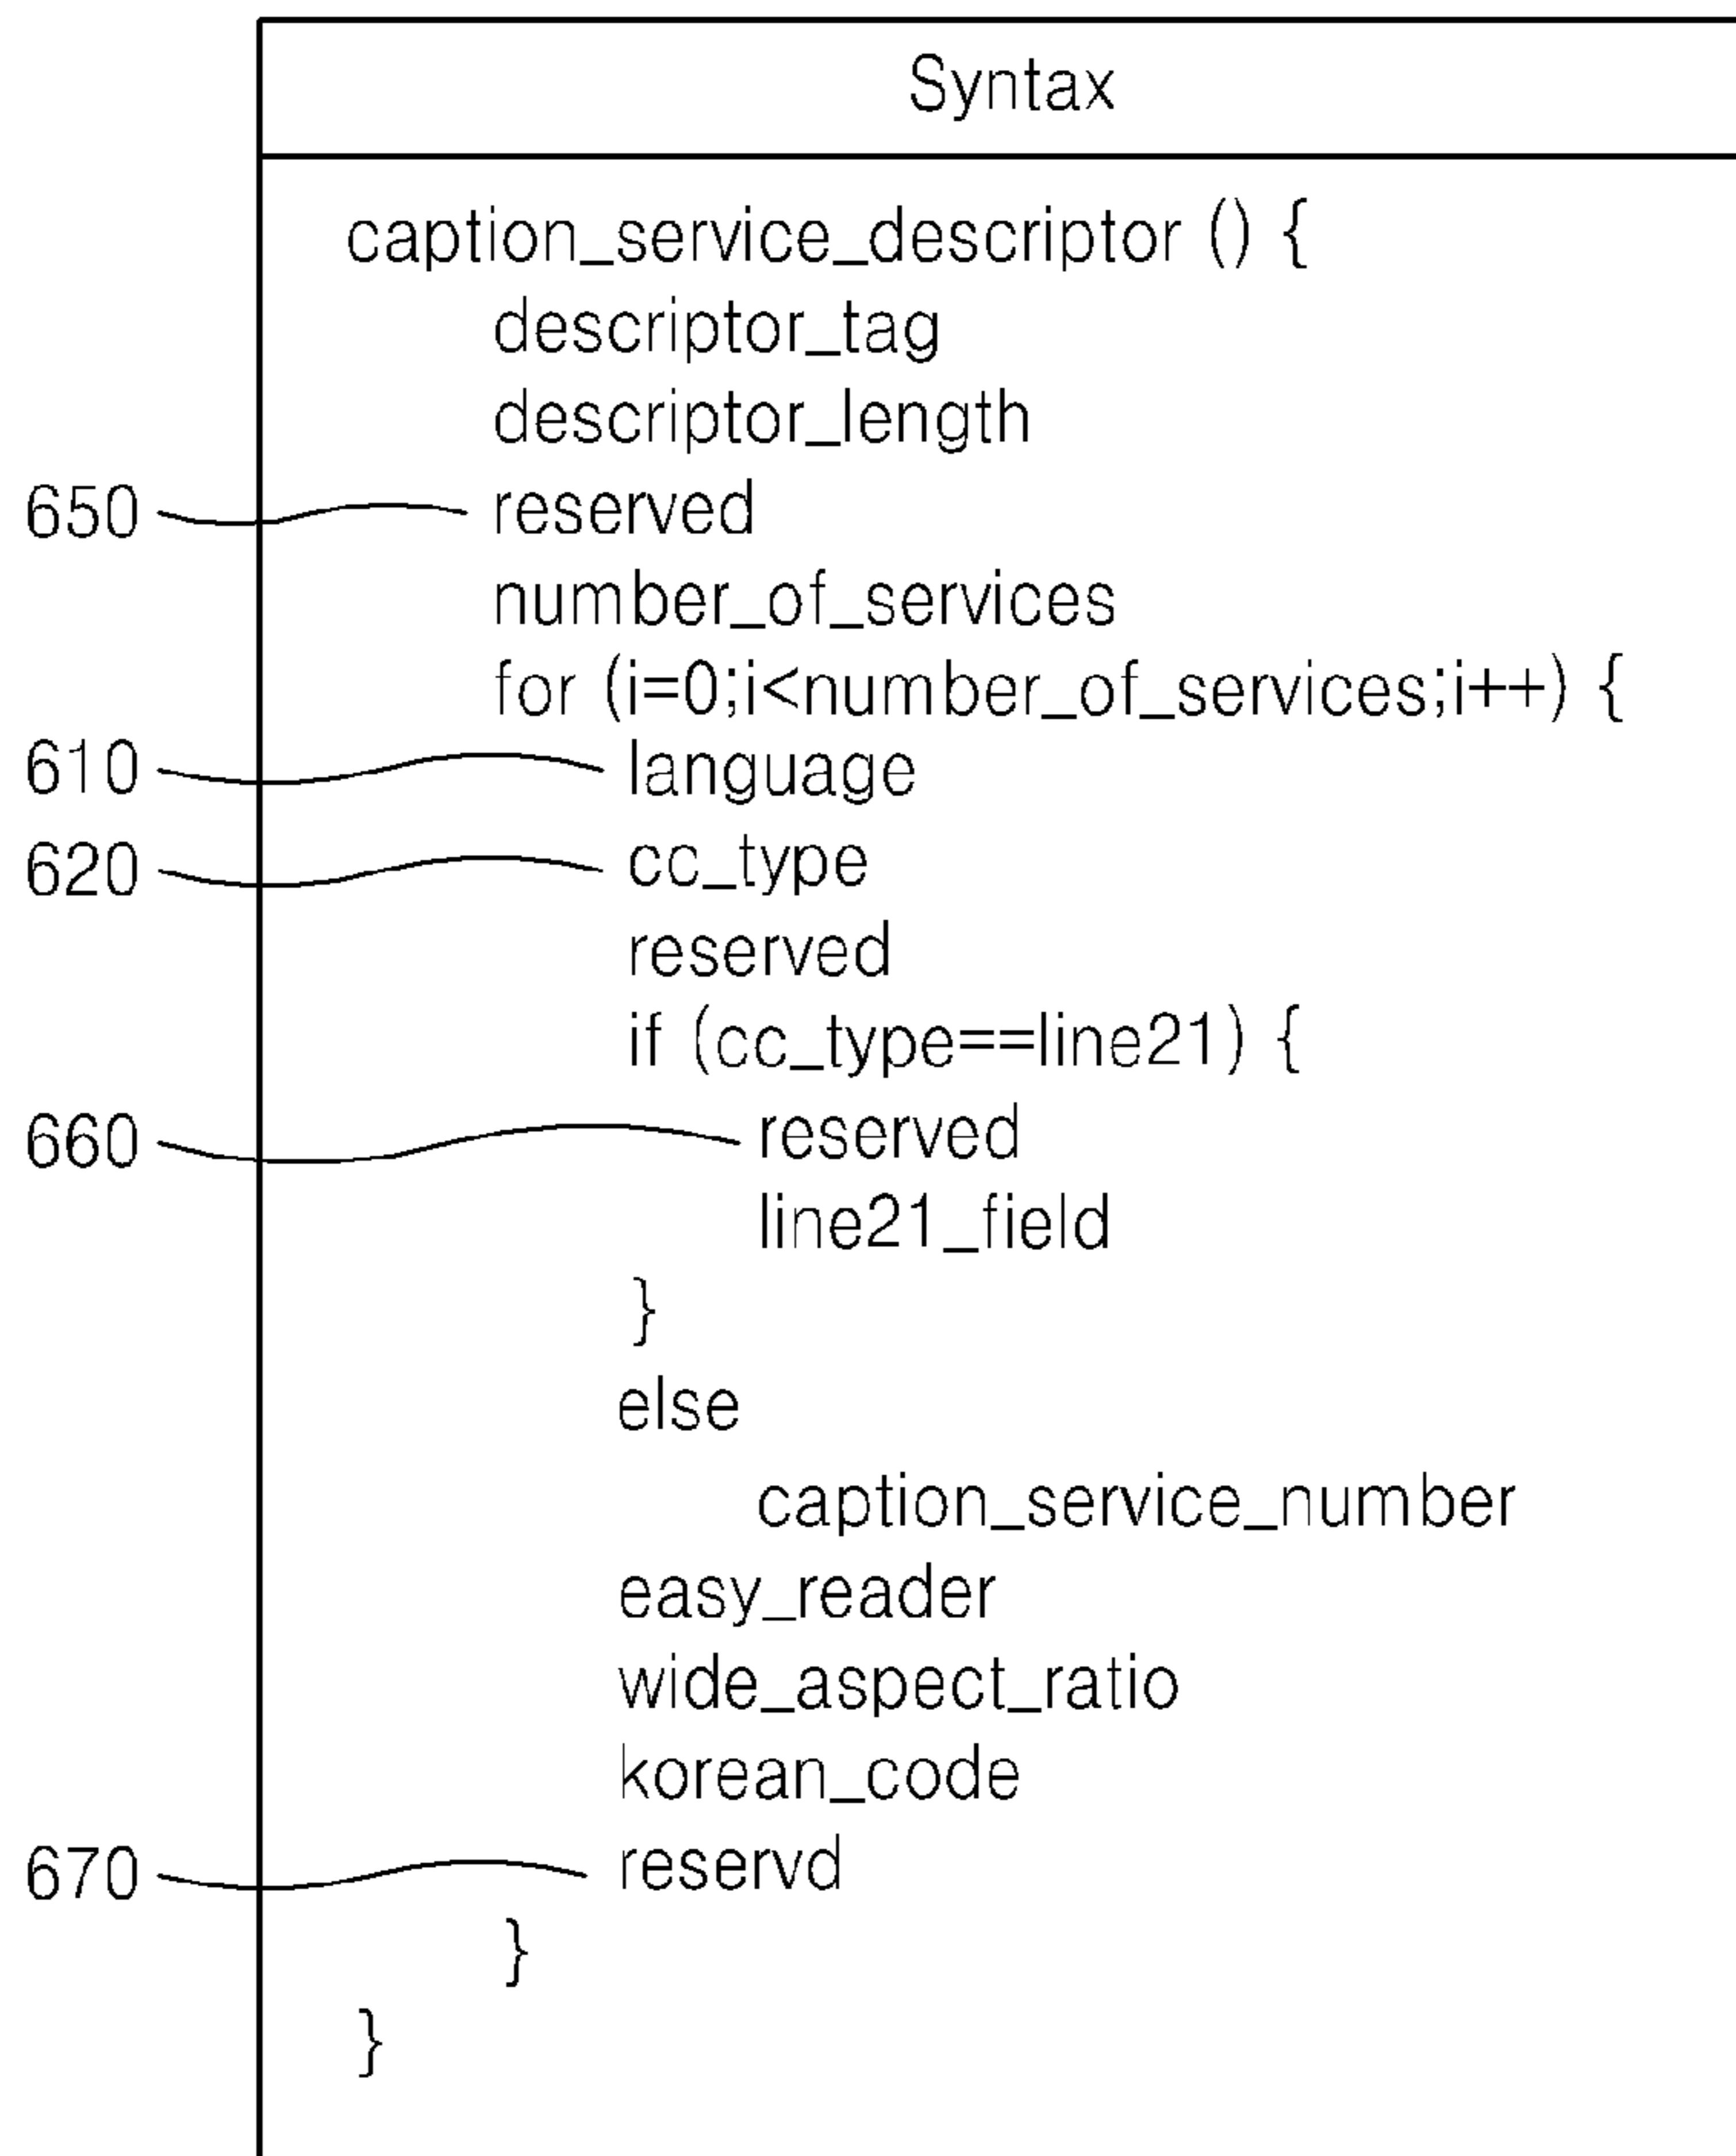 Syntax
caption_service_descriptor () {
descriptor_tag
descriptor_length
650 reserved
number_of_services
for (i=0;i<number_of_services;i++) {
610 language
620 cc_type
reserved
if (cc_type==line21) {
660 reserved
line21_field
}
else
caption_service_number
easy_reader
wide_aspect_ratio
korean_code
670 reservd
}
}